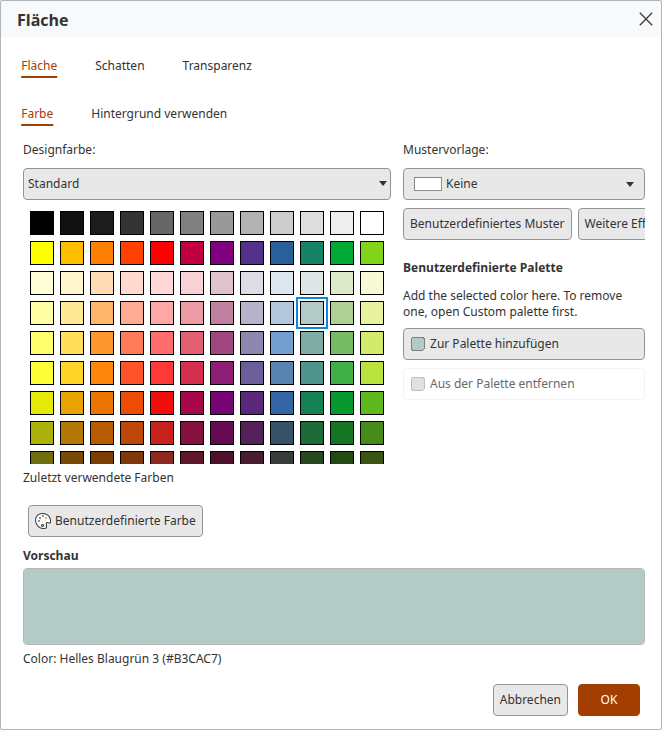 Fläche
Fläche Schatten Transparenz
Farbe Hintergrund verwenden
Designfarbe:
Mustervorlage:
Standard
Keine
Benutzerdefiniertes Muster
Weitere Eff
Benutzerdefinierte Palette
Add the selected color here. To remove
one, open Custom palette first.
Zur Palette hinzufügen
Aus der Palette entfernen
Zuletzt verwendete Farben
Benutzerdefinierte Farbe
Vorschau
Color: Helles Blaugrün 3 (#B3CAC7)
Abbrechen
OK